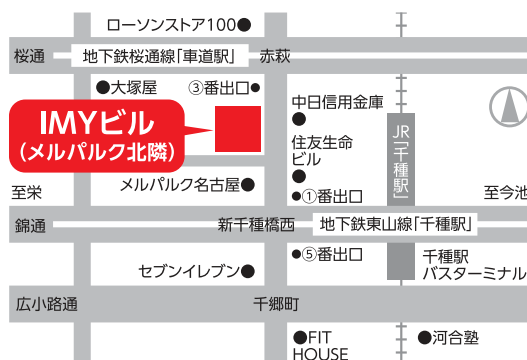 ローソンストア100●
桜通
地下鉄桜通線「車道駅」
赤萩
●大塚屋
③番出口●
IMYビル
(メルパルク北隣)
中日信用金庫
住友生命
ビル
JR「千種駅」
メルパルク名古屋●
●①番出口
至栄
至今池
錦通
新千種橋西
地下鉄東山線「千種駅」
●⑤番出口
千種駅
バスターミナル
セブンイレブン●
広小路通
千郷町
●FIT
HOUSE
●河合塾